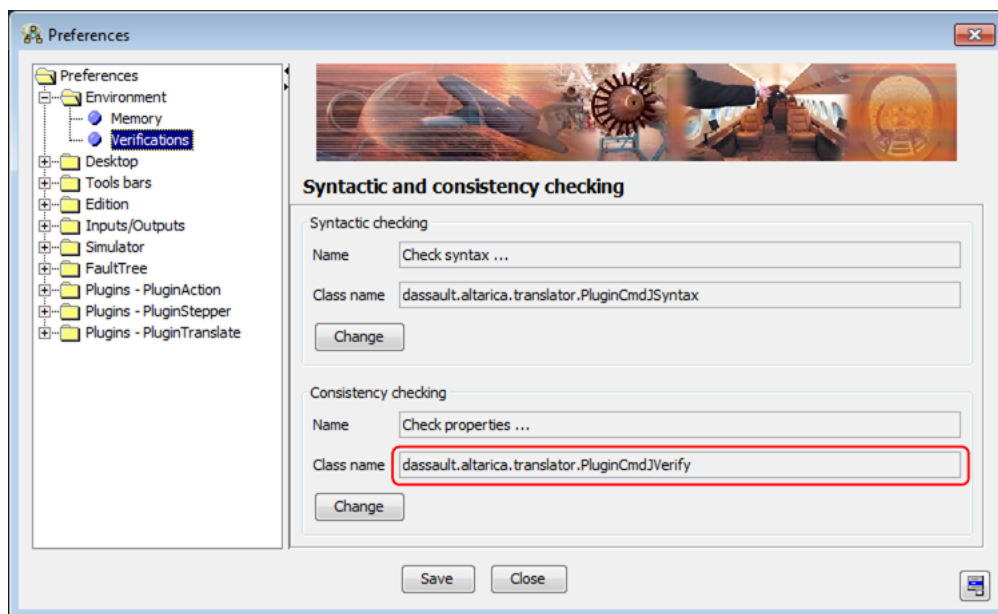 Preferences
Preferences
Environment
Memory
Verifications
Desktop
Tools bars
Edition
Inputs/Outputs
Simulator
FaultTree
Plugins - PluginAction
Plugins - PluginStepper
Plugins - PluginTranslate
Syntactic and consistency checking
Syntactic checking
Name Check syntax ...
Class name dassault.altarica.translator.PluginCmdJSyntax
Change
Consistency checking
Name Check properties ...
Class name dassault.altarica.translator.PluginCmdJVerify
Change
Save Close